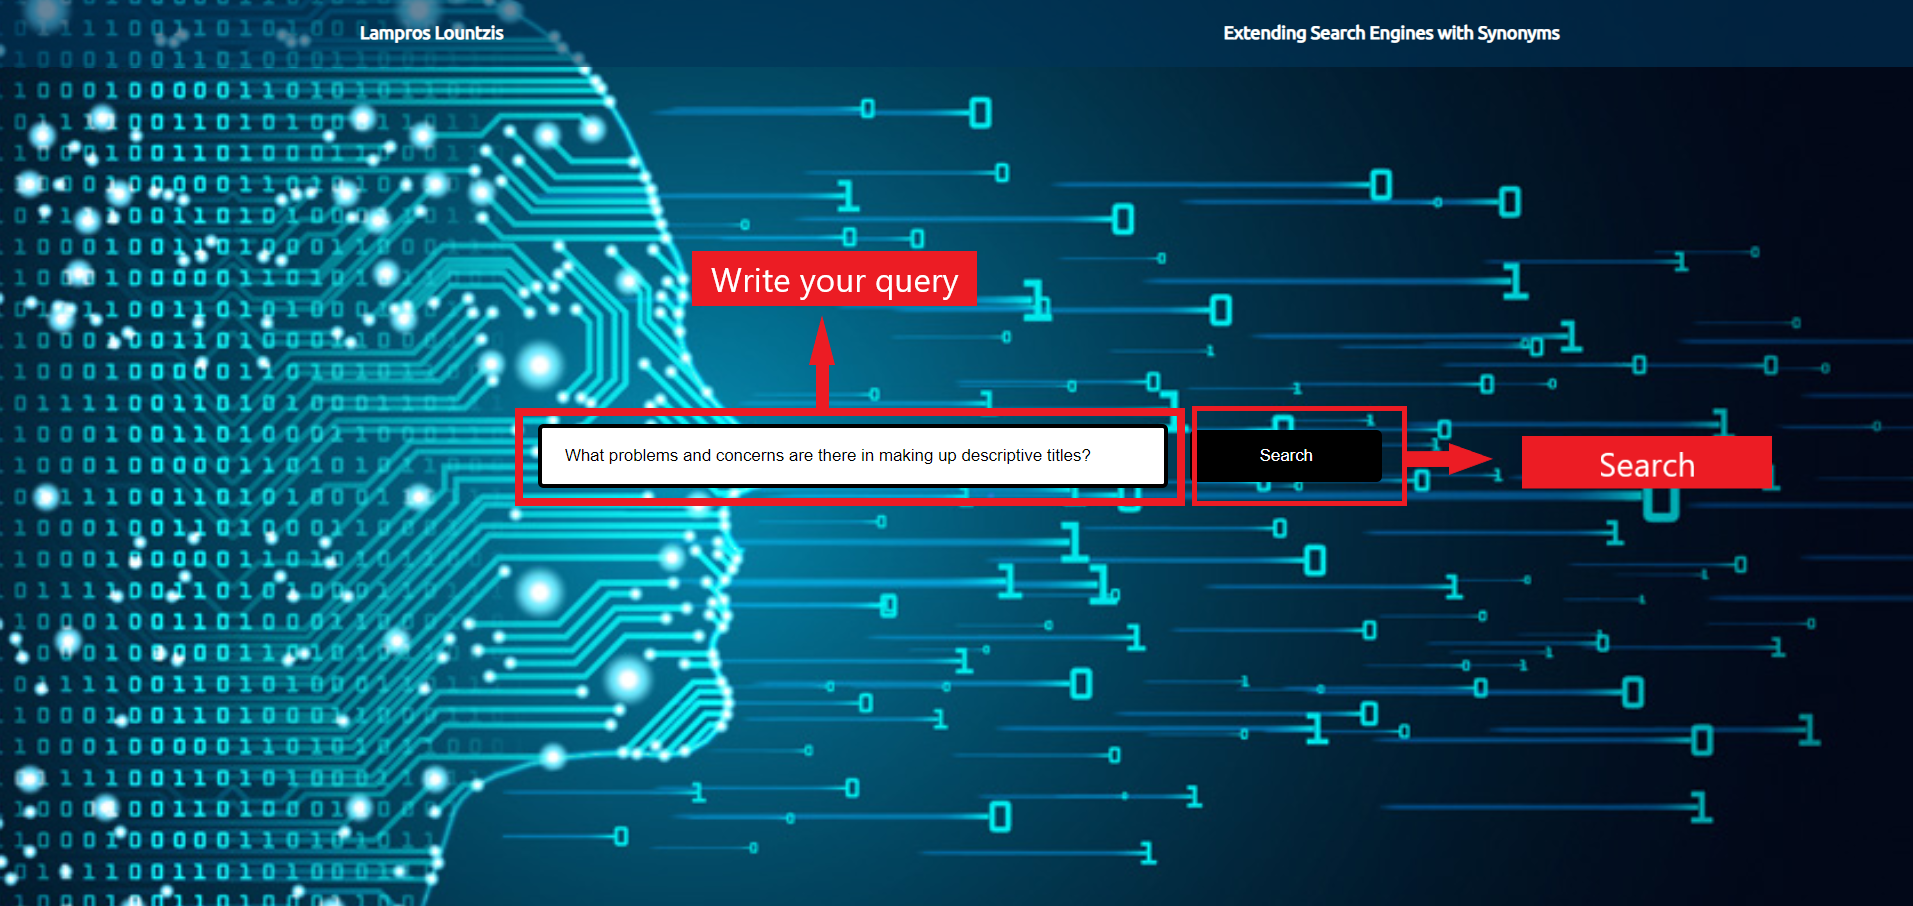 Lampros Lountzis
Extending Search Engines with Synonyms
Write your query
What problems and concerns are there in making up descriptive titles?
Search
Search